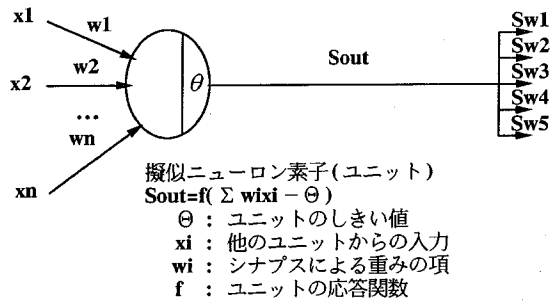 x1
w1
x2
w2
...
wn
xn
θ
Sout
Sw1
Sw2
Sw3
Sw4
Sw5
擬似ニューロン素子(ユニット)
Sout=f( Σ wixi − Θ )
Θ : ユニットのしきい値
xi : 他のユニットからの入力
wi : シナプスによる重みの項
f : ユニットの応答関数